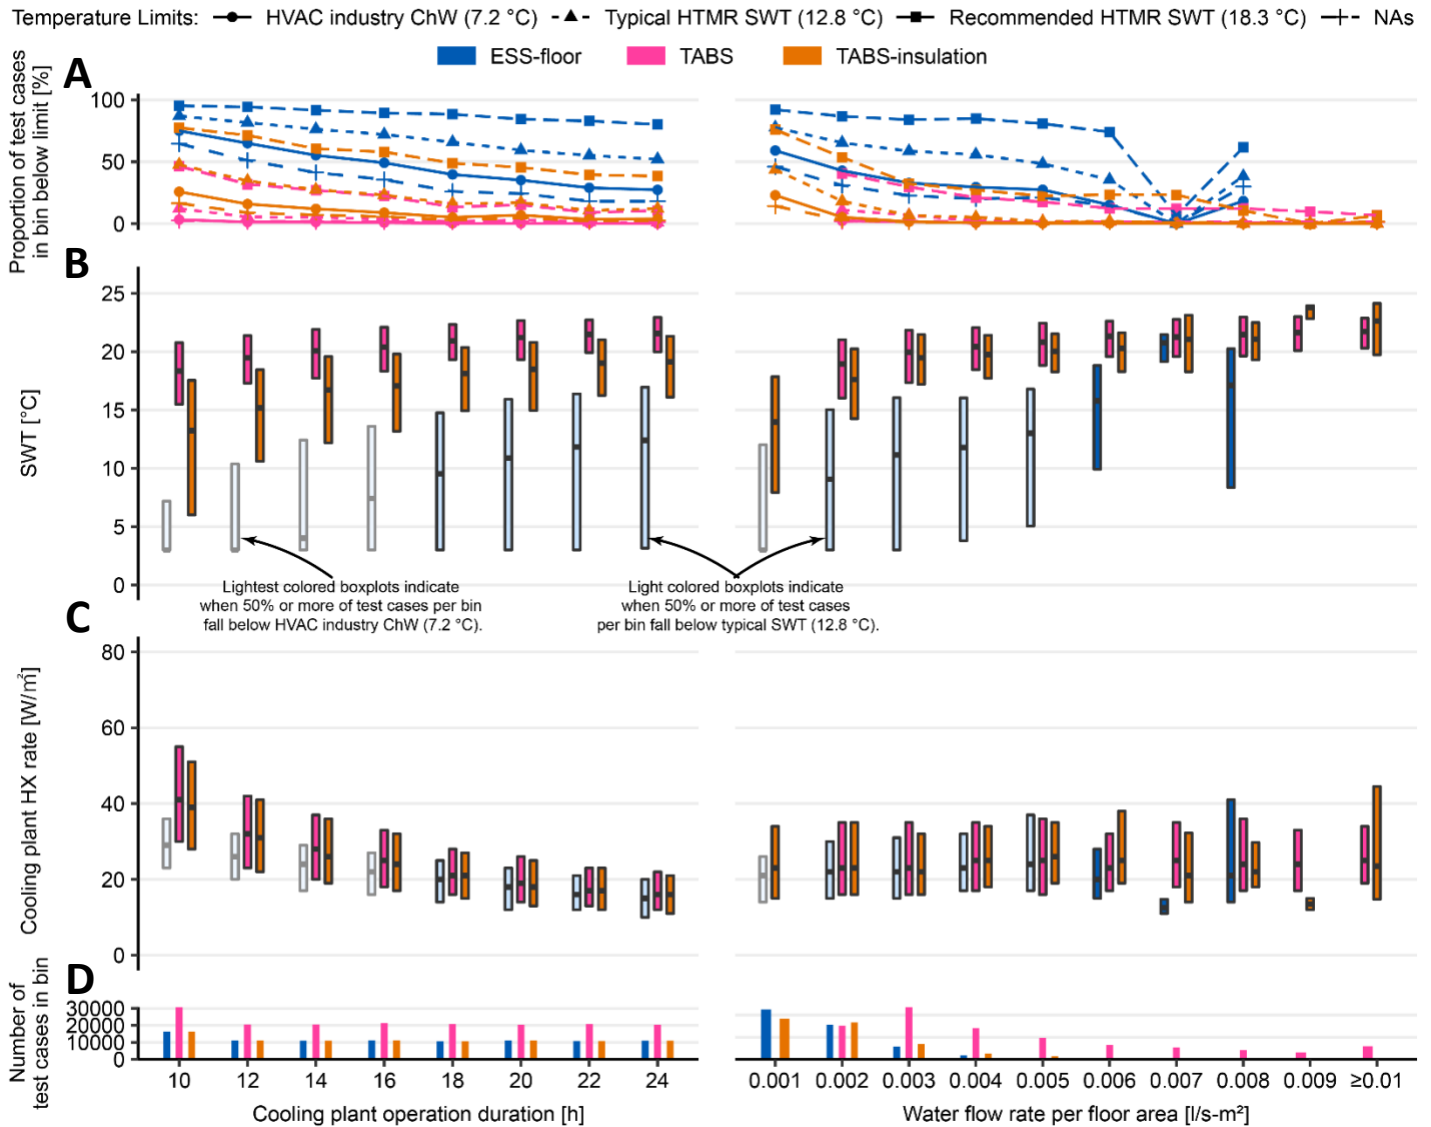 Temperature Limits: HVAC industry ChW (7.2 °C) Typical HTMR SWT (12.8 °C) Recommended HTMR SWT (18.3 °C) NAs
ESS-floor TABS TABS-insulation
A
Proportion of test cases
in bin below limit [%]
100
50
0
B
SWT [°C]
25
20
15
10
5
0
Lightest colored boxplots indicate
when 50% or more of test cases per bin
fall below HVAC industry ChW (7.2 °C).
Light colored boxplots indicate
when 50% or more of test cases
per bin fall below typical SWT (12.8 °C).
C
Cooling plant HX rate [W/m²]
80
60
40
20
0
D
Number of
test cases in bin
30000
20000
10000
0
10 12 14 16 18 20 22 24
0.001 0.002 0.003 0.004 0.005 0.006 0.007 0.008 0.009 ≥0.01
Cooling plant operation duration [h]
Water flow rate per floor area [l/s-m²]